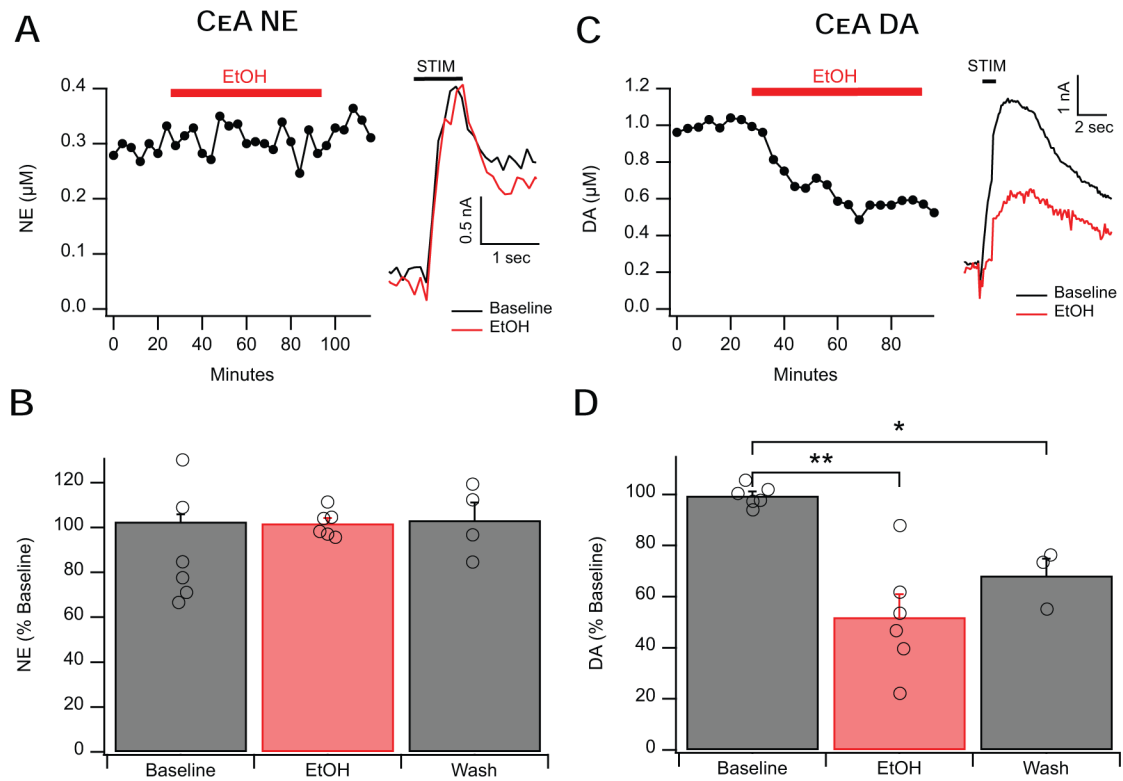 A
CEA NE
EtOH
STIM
0.4
0.3
0.2
0.1
0.0
NE (µM)
0
20
40
60
80
100
Minutes
0.5 nA
1 sec
Baseline
EtOH
C
CEA DA
EtOH
STIM
1 nA
2 sec
1.2
1.0
0.8
0.6
0.4
0.2
0.0
DA (µM)
0
20
40
60
80
Minutes
Baseline
EtOH
B
120
100
80
60
40
20
0
NE (% Baseline)
Baseline
EtOH
Wash
D
*
**
100
80
60
40
20
0
DA (% Baseline)
Baseline
EtOH
Wash